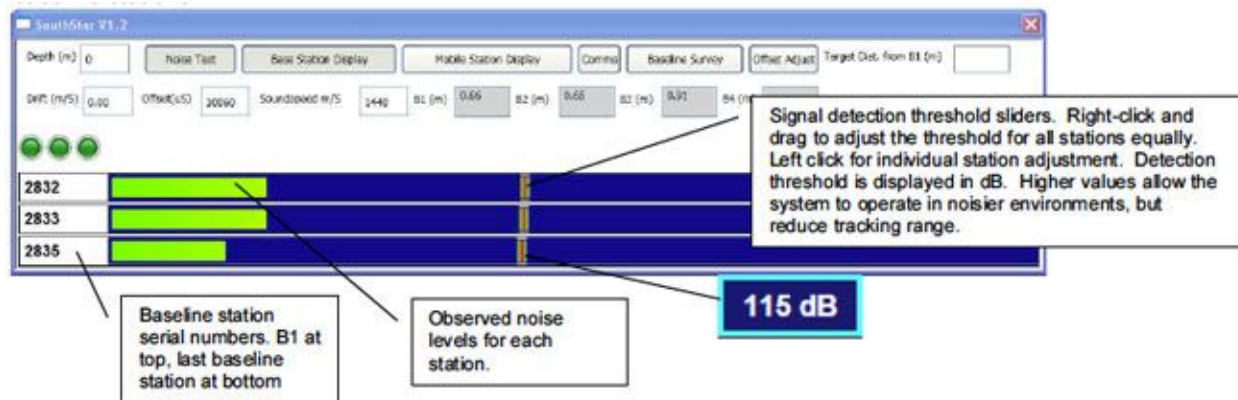 SouthStar V1.2
Depth (m) 0 Noise Test Base Station Display Mobile Station Display Comms Baseline Survey Offset Adjust Target Dist. from B1 (m)
Drift (m/S) 0.00 Offset(uS) 30060 Soundspeed m/S 1440 B1 (m) 0.66 B2 (m) 0.66 B2 (m) 0.91 B4 (m)
Signal detection threshold sliders. Right-click and
drag to adjust the threshold for all stations equally.
Left click for individual station adjustment. Detection
threshold is displayed in dB. Higher values allow the
system to operate in noisier environments, but
reduce tracking range.
2832
2833
2835
115 dB
Baseline station
serial numbers. B1 at
top, last baseline
station at bottom
Observed noise
levels for each
station.